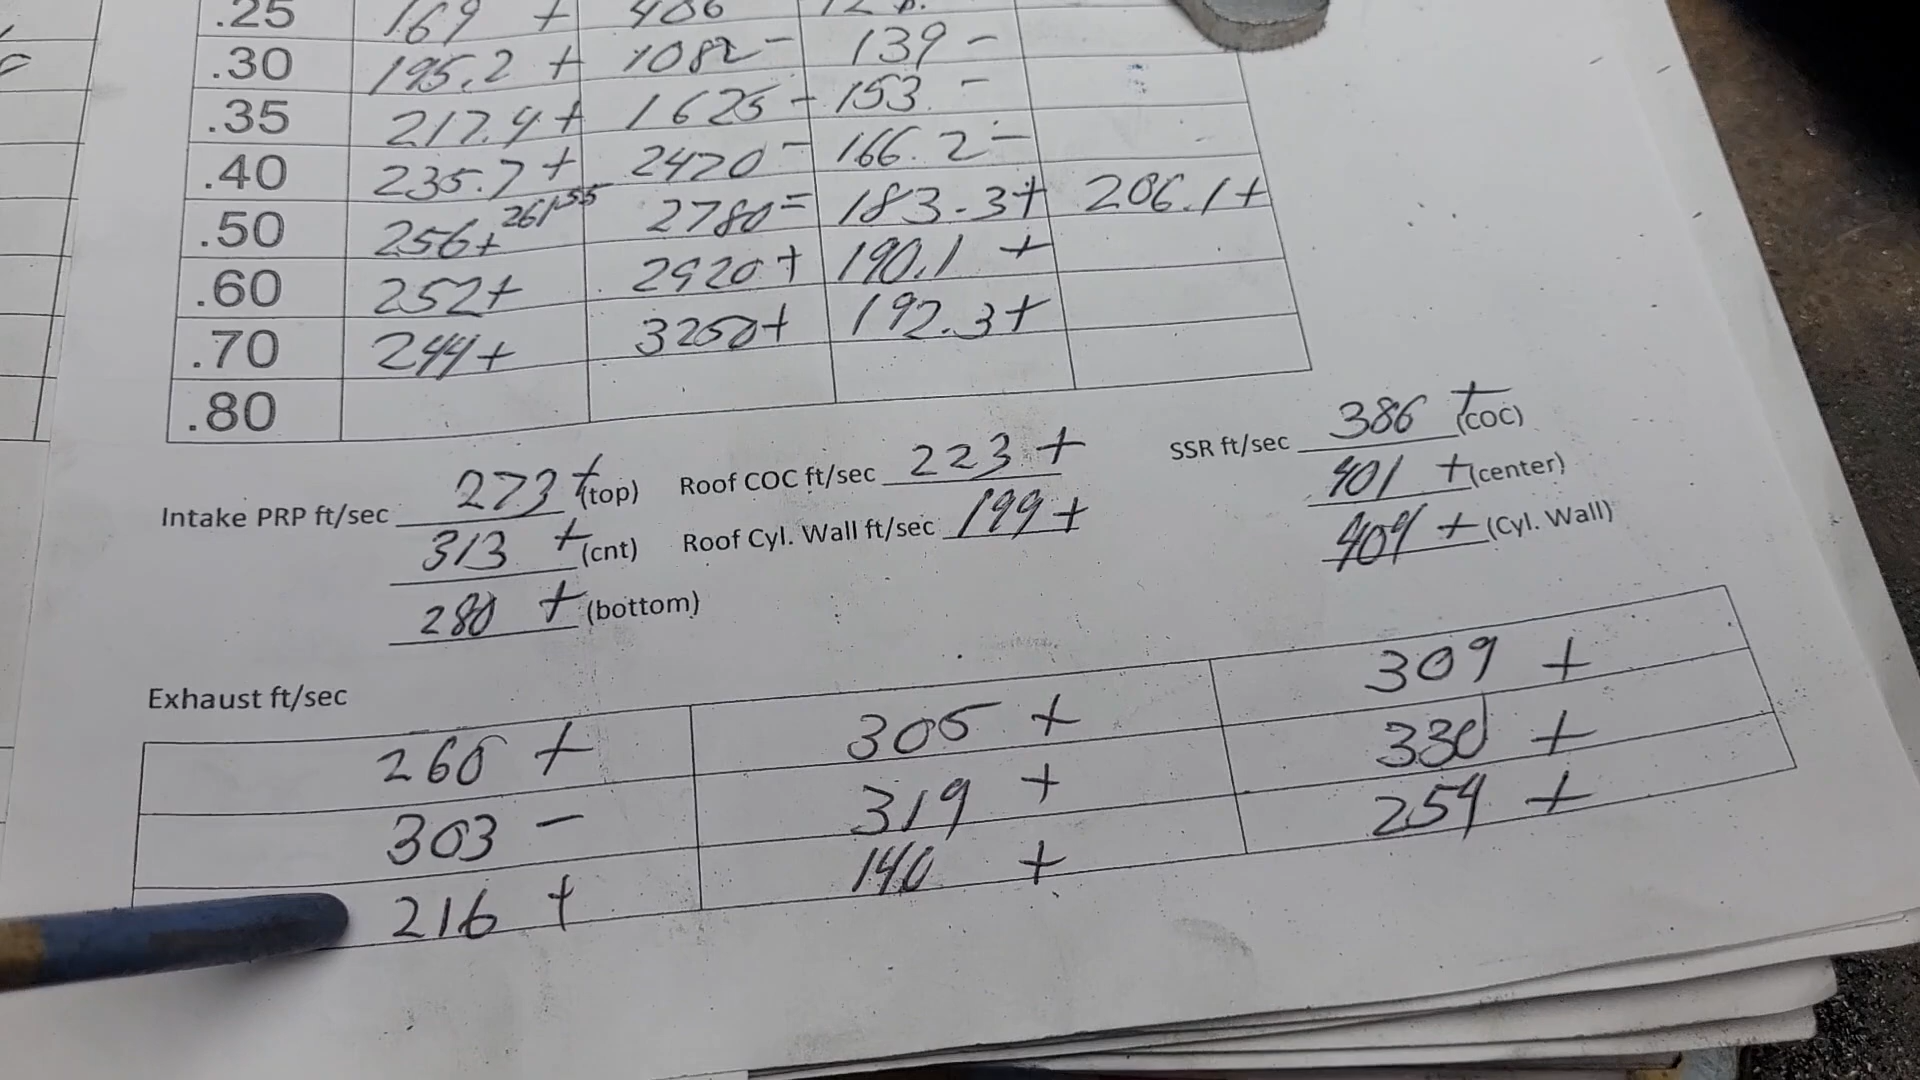 .25 169 + 406
.30 195.2 + 1082 - 139 -
.35 217.4 + 1625 - 153. -
.40 235.7 + 2420 - 166.2 -
.50 256+ 261 .55 2780 = 183.3+ 206.1+
.60 252+ 2920+ 190.1 +
.70 244+ 3250+ 192.3+
.80
Intake PRP ft/sec 273 + (top) Roof COC ft/sec 223 + SSR ft/sec 386 + (COC)
313 + (cnt) Roof Cyl. Wall ft/sec 199 + 401 + (center)
280 + (bottom) 409 + (Cyl. Wall)
Exhaust ft/sec
265 + 305 + 309 +
303 - 319 + 330 +
216 + 140 + 259 +